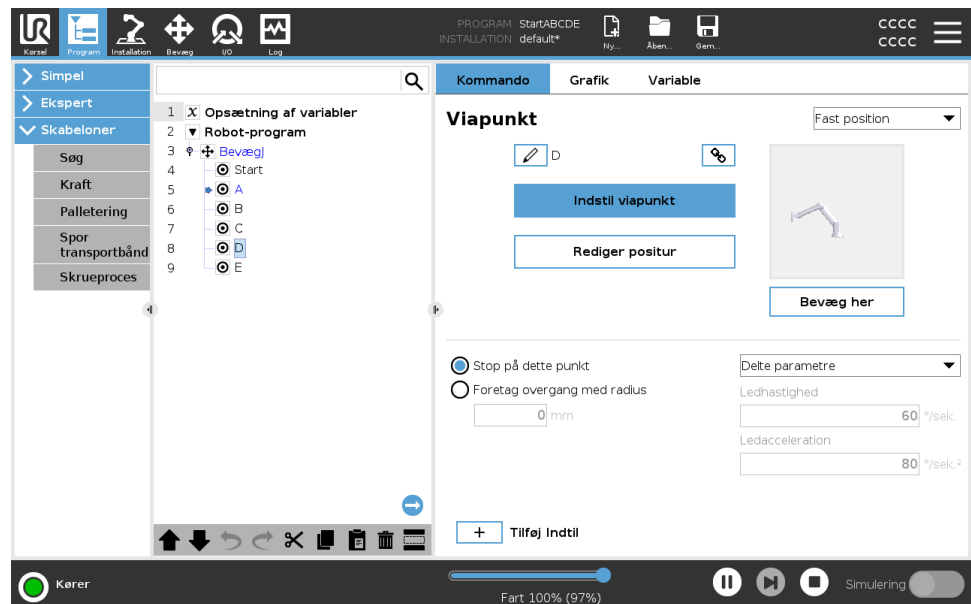 UR
Kørsel
Program
Installation
Bevæg
I/O
Log
PROGRAM StartABCDE
INSTALLATION default*
Ny...
Åben...
Gem...
CCCC
CCCC
Simpel
Ekspert
Skabeloner
Søg
Kraft
Palletering
Spor
transportbånd
Skrueproces
1 X Opsætning af variabler
2 Robot-program
3 BevægJ
4 Start
5 A
6 B
7 C
8 D
9 E
Kommando
Grafik
Variable
Viapunkt
Fast position
D
Indstil viapunkt
Rediger positur
Bevæg her
Stop på dette punkt
Foretag overgang med radius
0 mm
Delte parametre
Ledhastighed
60 °/sek.
Ledacceleration
80 °/sek.²
+ Tilføj Indtil
Kører
Fart 100% (97%)
Simulering